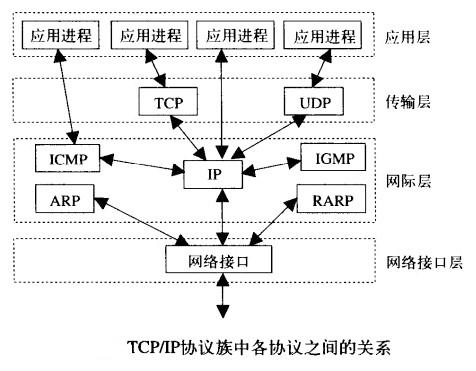 应用进程 应用进程 应用进程 应用进程 应用层
TCP UDP 传输层
ICMP IP IGMP 网际层
ARP RARP
网络接口 网络接口层
TCP/IP协议族中各协议之间的关系